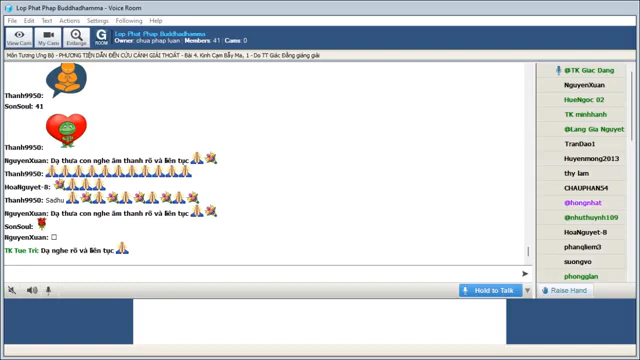 Lop Phat Phap Buddhadhamma - Voice Room
File Edit Text Actions Settings Following Help
View Cam
My Cam
Enlarge
G
ROOM
Lop Phat Phap Buddhadhamma
Owner: chua phap luan | Members: 41 | Cams: 0
Môn Tương Ưng Bộ - PHƯƠNG TIỆN DẪN ĐẾN CỨU CÁNH GIẢI THOÁT - Bài 4. Kinh Cạm Bẫy Ma, 1 - Do TT Giác Đẳng giảng giải
Thanh9950:
SonSoul: 41
Thanh9950:
NguyenXuan: Dạ thưa con nghe âm thanh rõ và liên tục
Thanh9950:
HoaNguyet-8:
Thanh9950: Sadhu
NguyenXuan: Dạ thưa con nghe âm thanh rõ và liên tục
SonSoul:
NguyenXuan:
TK Tue Tri: Dạ nghe rõ và liên tục
Hold to Talk
@TK Giac Dang
NguyenXuan
HueNgoc 02
TK minhhanh
@Lang Gia Nguyet
TranDao1
Huyenmong2013
thy lam
CHAUPHAN54
@hongnhat
@nhuthuynh109
HoaNguyet-8
phanqliem3
suongvo
phongglan
Raise Hand